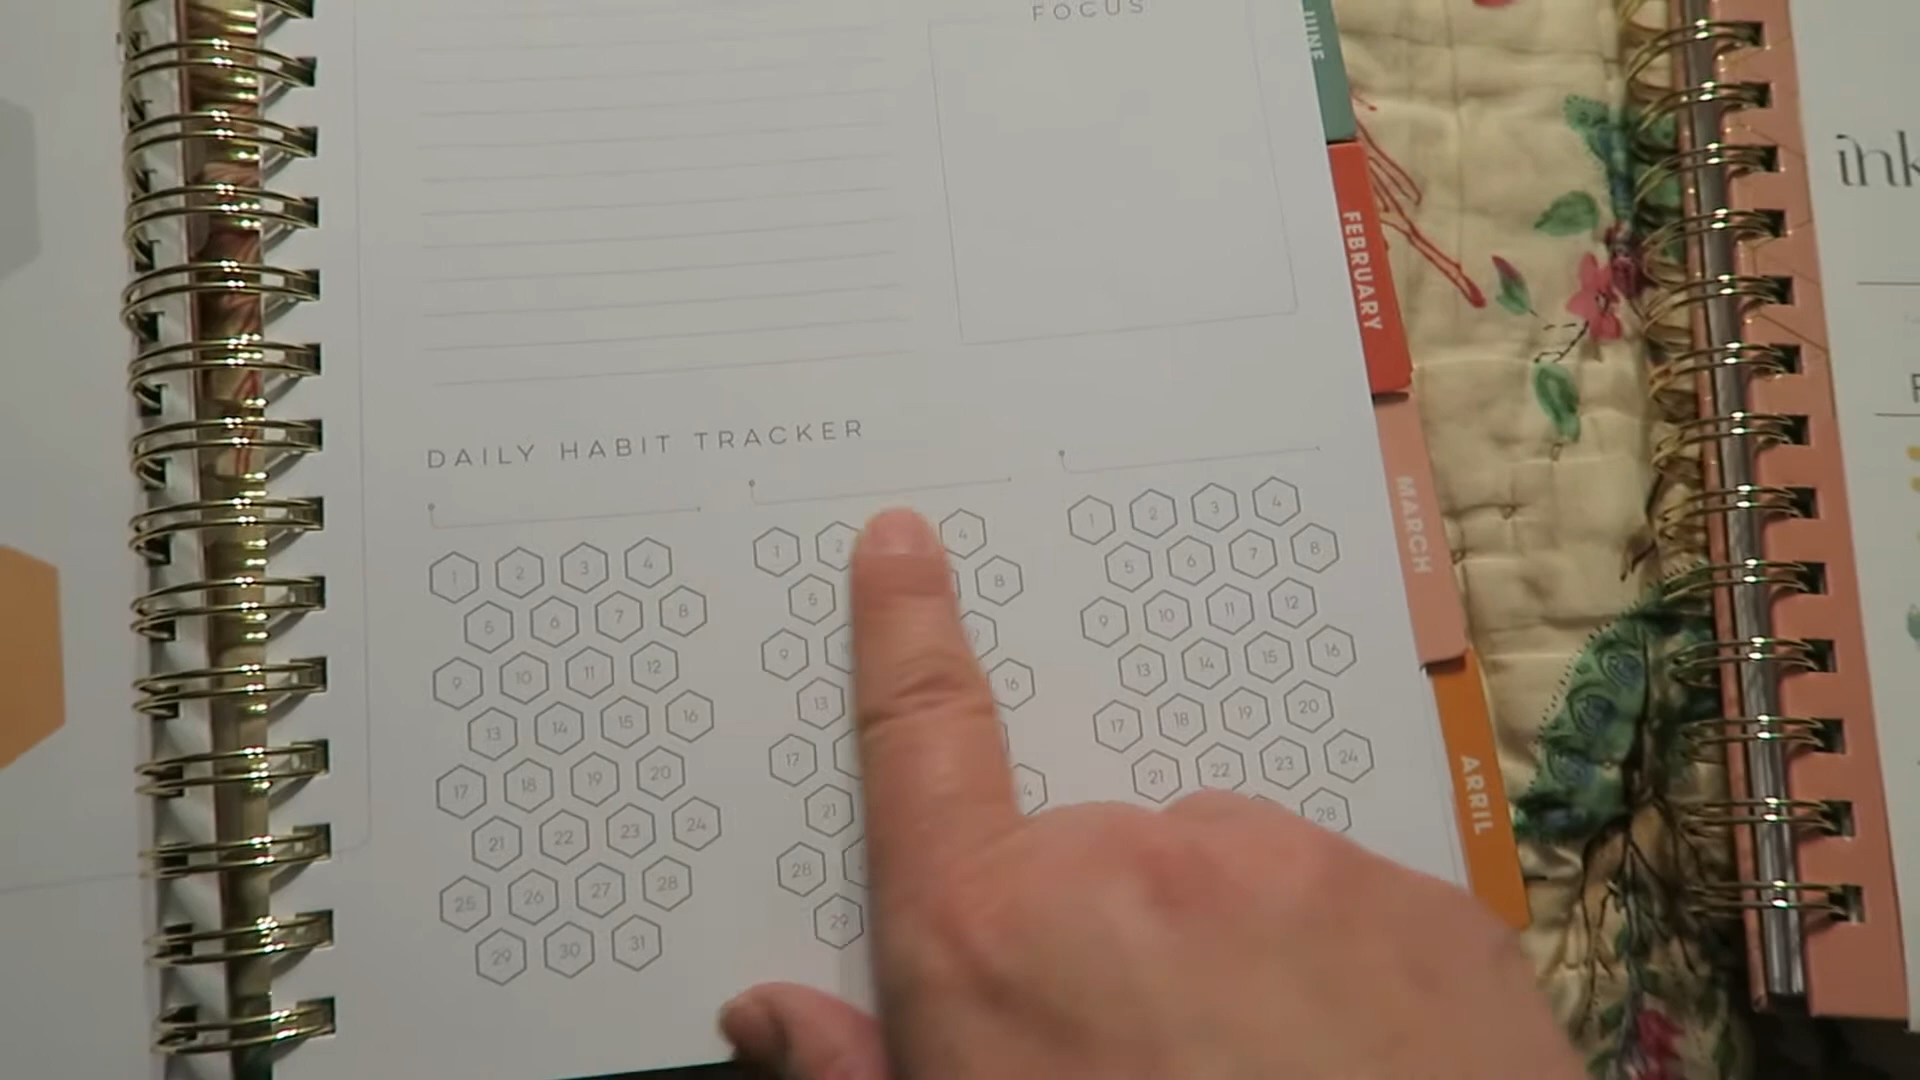 FOCUS
JUNE
FEBRUARY
MARCH
APRIL
ink
DAILY HABIT TRACKER
1 2 3 4
5 6 7 8
9 10 11 12
13 14 15 16
17 18 19 20
21 22 23 24
25 26 27 28
29 30 31
1 2 4
5 8
9
13 16
17
21 4
28
29
1 2 3 4
5 6 7 8
9 10 11 12
13 14 15 16
17 18 19 20
21 22 23 24
28